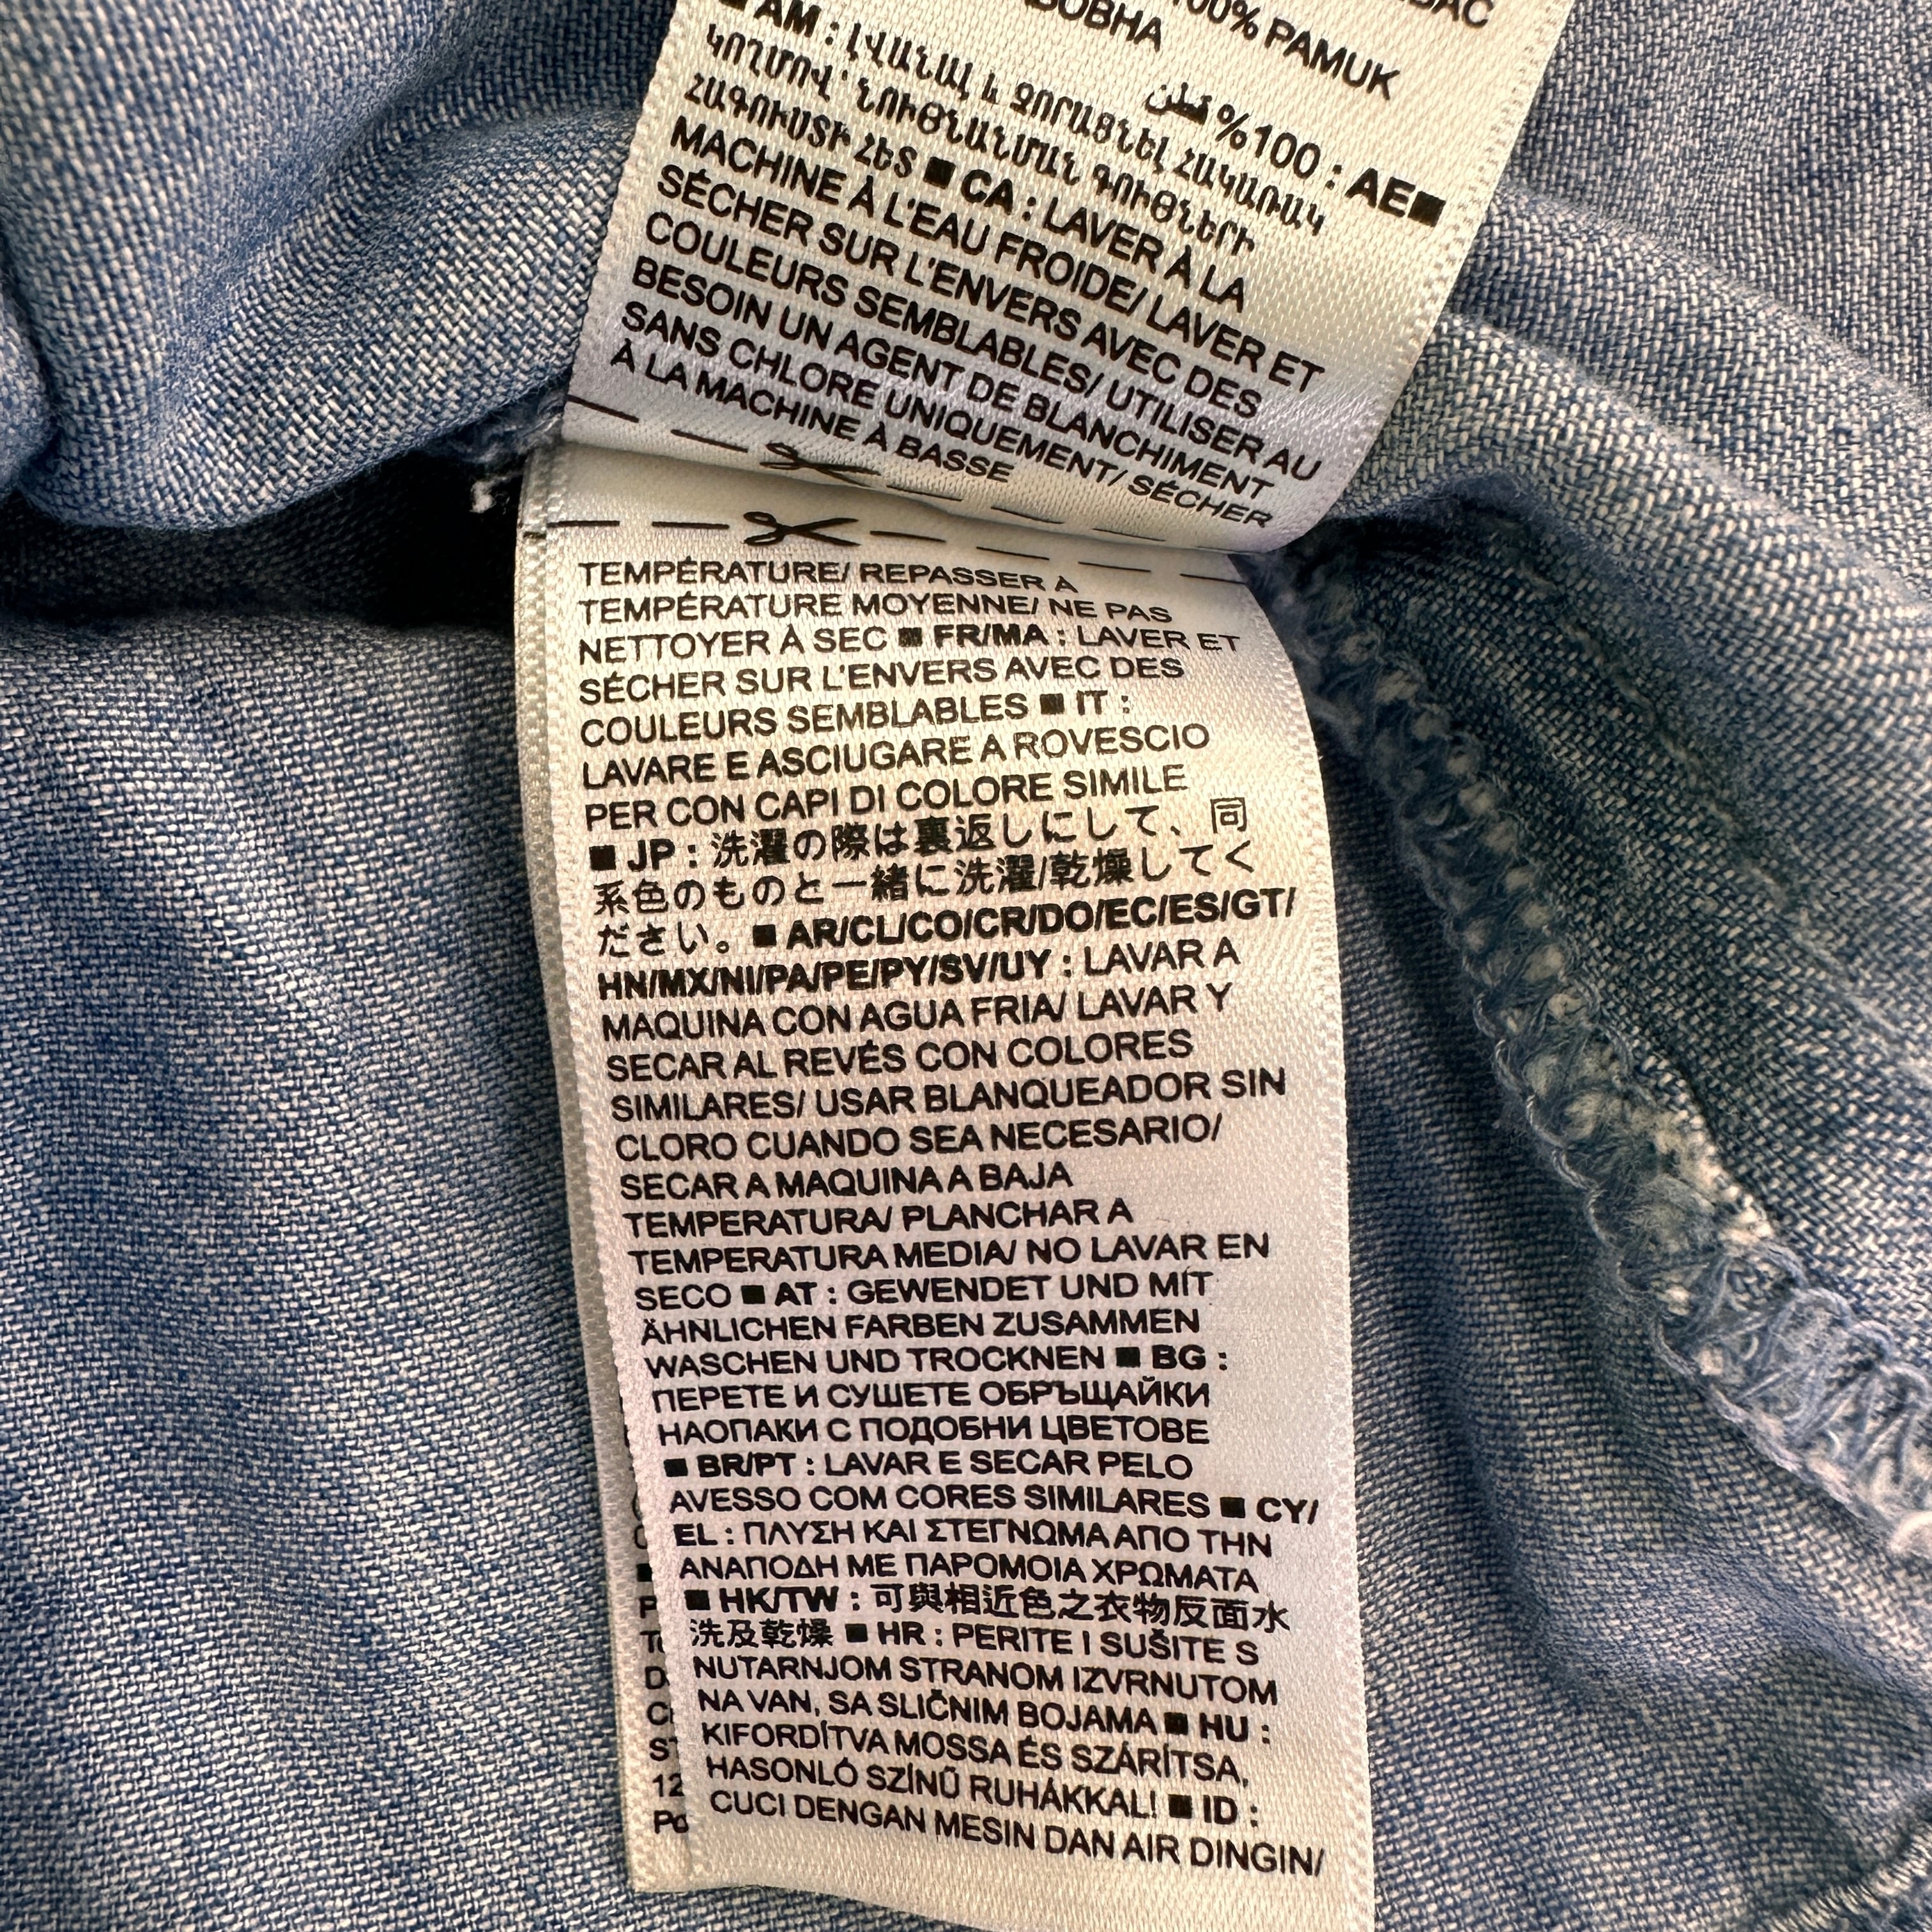 100% PAMUK
■ AM : ԼՎԱՆԱԼ և ՉՈՐԱՑՆԵԼ ՀԱԿԱՌԱԿ
ԿՈՂՄՈՎ՝ ՆՈՒՅՆԱՆՄԱՆ ԳՈՒՅՆԵՐԻ
%100 : AE■ قطن
ՀԱԳՈՒՍՏԻ ՀԵՏ ■ CA : LAVER À LA
MACHINE À L'EAU FROIDE/ LAVER ET
SÉCHER SUR L'ENVERS AVEC DES
COULEURS SEMBLABLES/ UTILISER AU
BESOIN UN AGENT DE BLANCHIMENT
SANS CHLORE UNIQUEMENT/ SÉCHER
À LA MACHINE À BASSE
TEMPÉRATURE/ REPASSER À
TEMPÉRATURE MOYENNE/ NE PAS
NETTOYER À SEC ■ FR/MA : LAVER ET
SÉCHER SUR L'ENVERS AVEC DES
COULEURS SEMBLABLES ■ IT :
LAVARE E ASCIUGARE A ROVESCIO
PER CON CAPI DI COLORE SIMILE
■ JP : 洗濯の際は裏返しにして、同
系色のものと一緒に洗濯/乾燥してく
ださい。■ AR/CL/CO/CR/DO/EC/ES/GT/
HN/MX/NI/PA/PE/PY/SV/UY : LAVAR A
MAQUINA CON AGUA FRIA/ LAVAR Y
SECAR AL REVÉS CON COLORES
SIMILARES/ USAR BLANQUEADOR SIN
CLORO CUANDO SEA NECESARIO/
SECAR A MAQUINA A BAJA
TEMPERATURA/ PLANCHAR A
TEMPERATURA MEDIA/ NO LAVAR EN
SECO ■ AT : GEWENDET UND MIT
ÄHNLICHEN FARBEN ZUSAMMEN
WASCHEN UND TROCKNEN ■ BG :
ПЕРЕТЕ И СУШЕТЕ ОБРЪЩАЙКИ
НАОПАКИ С ПОДОБНИ ЦВЕТОВЕ
■ BR/PT : LAVAR E SECAR PELO
AVESSO COM CORES SIMILARES ■ CY/
EL : ΠΛΥΣΗ ΚΑΙ ΣΤΕΓΝΩΜΑ ΑΠΟ ΤΗΝ
ΑΝΑΠΟΔΗ ΜΕ ΠΑΡΟΜΟΙΑ ΧΡΩΜΑΤΑ
■ HK/TW : 可與相近色之衣物反面水
洗及乾燥 ■ HR : PERITE I SUŠITE S
NUTARNJOM STRANOM IZVRNUTOM
NA VAN, SA SLIČNIM BOJAMA ■ HU :
KIFORDÍTVA MOSSA ÉS SZÁRÍTSA,
HASONLÓ SZÍNŰ RUHÁKKAL! ■ ID :
CUCI DENGAN MESIN DAN AIR DINGIN/